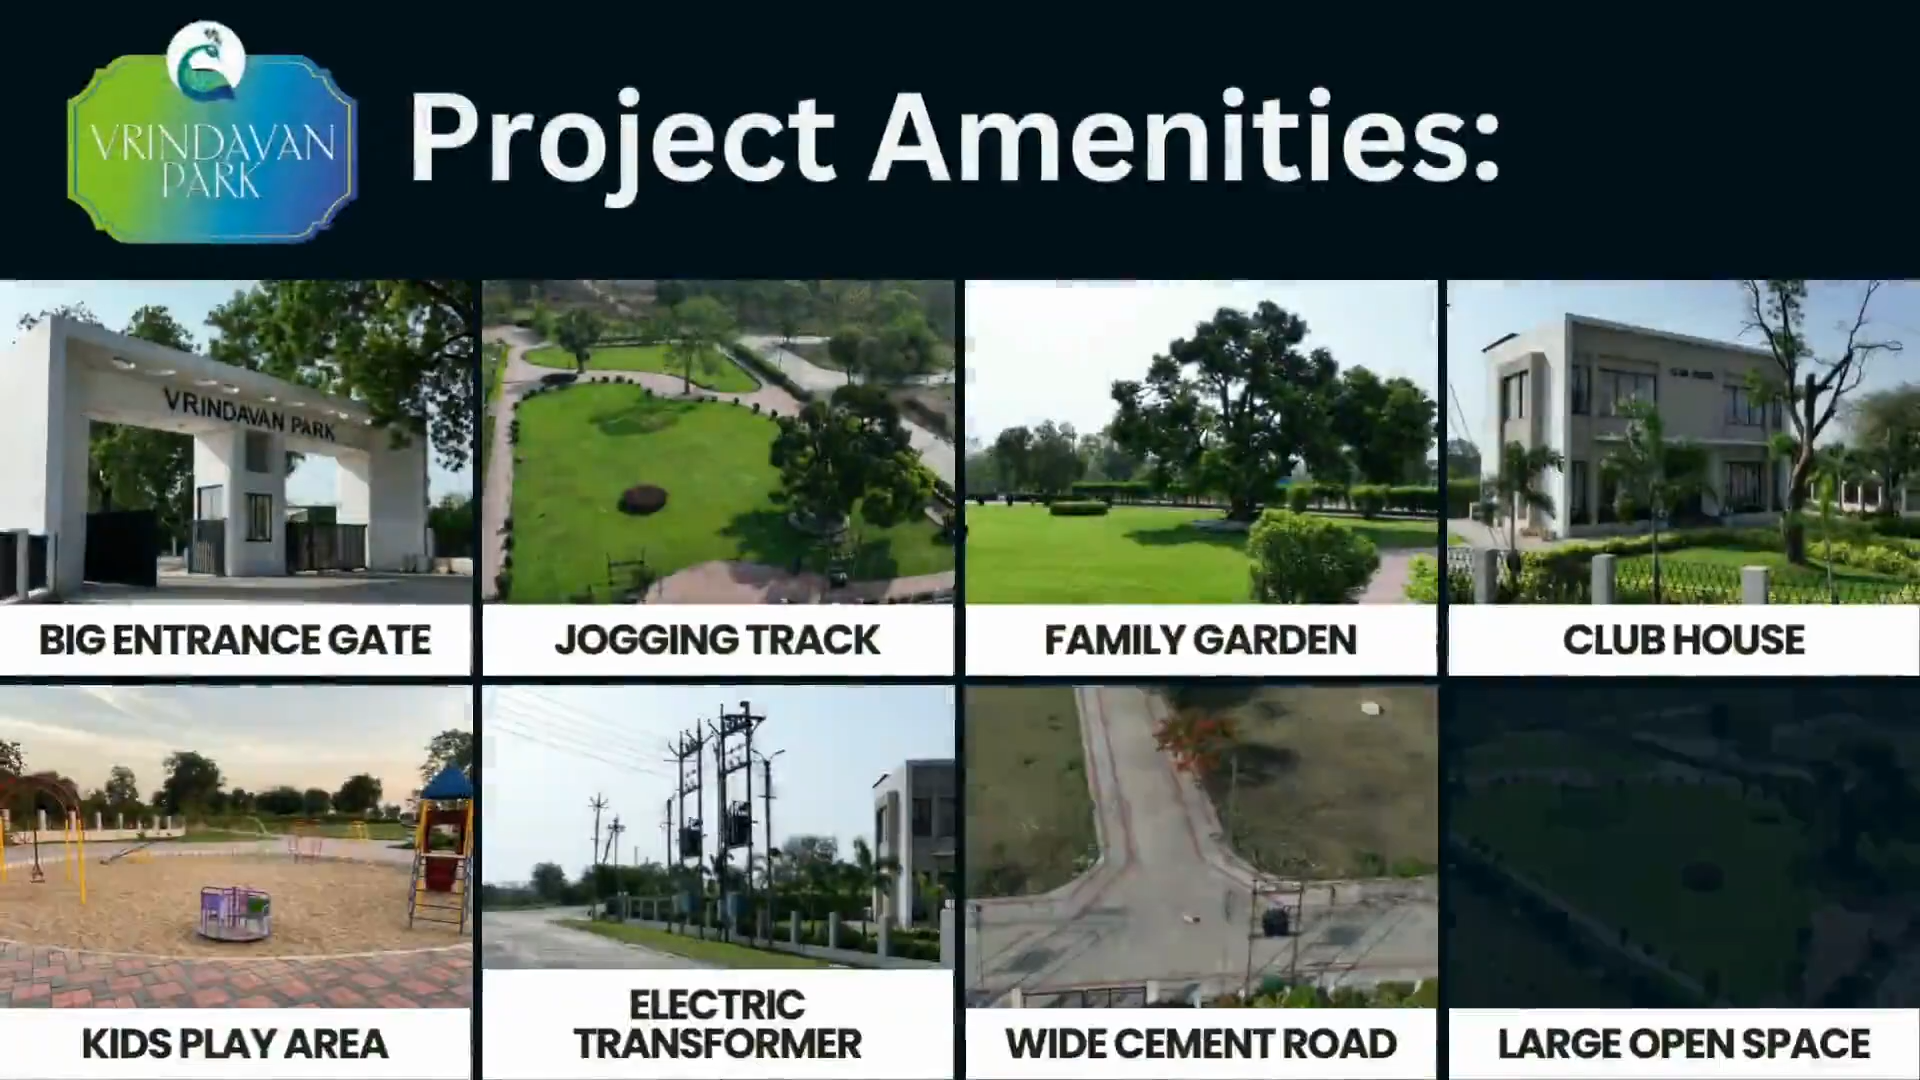 VRINDAVAN
PARK
Project Amenities:
VRINDAVAN PARK
BIG ENTRANCE GATE
JOGGING TRACK
FAMILY GARDEN
CLUB HOUSE
KIDS PLAY AREA
ELECTRIC
TRANSFORMER
WIDE CEMENT ROAD
LARGE OPEN SPACE